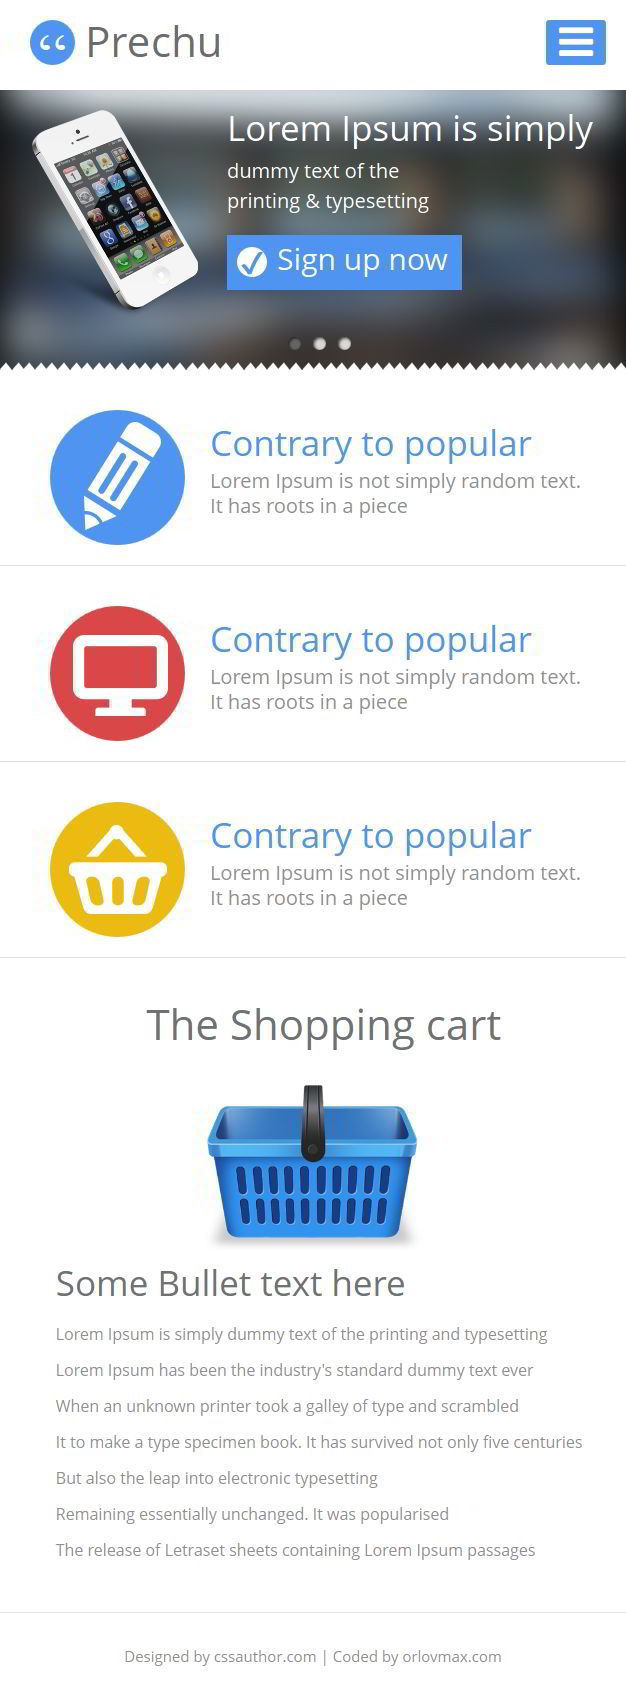 Prechu
Lorem Ipsum is simply
dummy text of the
printing & typesetting
Sign up now
Contrary to popular
Lorem Ipsum is not simply random text.
It has roots in a piece
Contrary to popular
Lorem Ipsum is not simply random text.
It has roots in a piece
Contrary to popular
Lorem Ipsum is not simply random text.
It has roots in a piece
The Shopping cart
Some Bullet text here
Lorem Ipsum is simply dummy text of the printing and typesetting
Lorem Ipsum has been the industry's standard dummy text ever
When an unknown printer took a galley of type and scrambled
It to make a type specimen book. It has survived not only five centuries
But also the leap into electronic typesetting
Remaining essentially unchanged. It was popularised
The release of Letraset sheets containing Lorem Ipsum passages
Designed by cssauthor.com | Coded by orlovmax.com